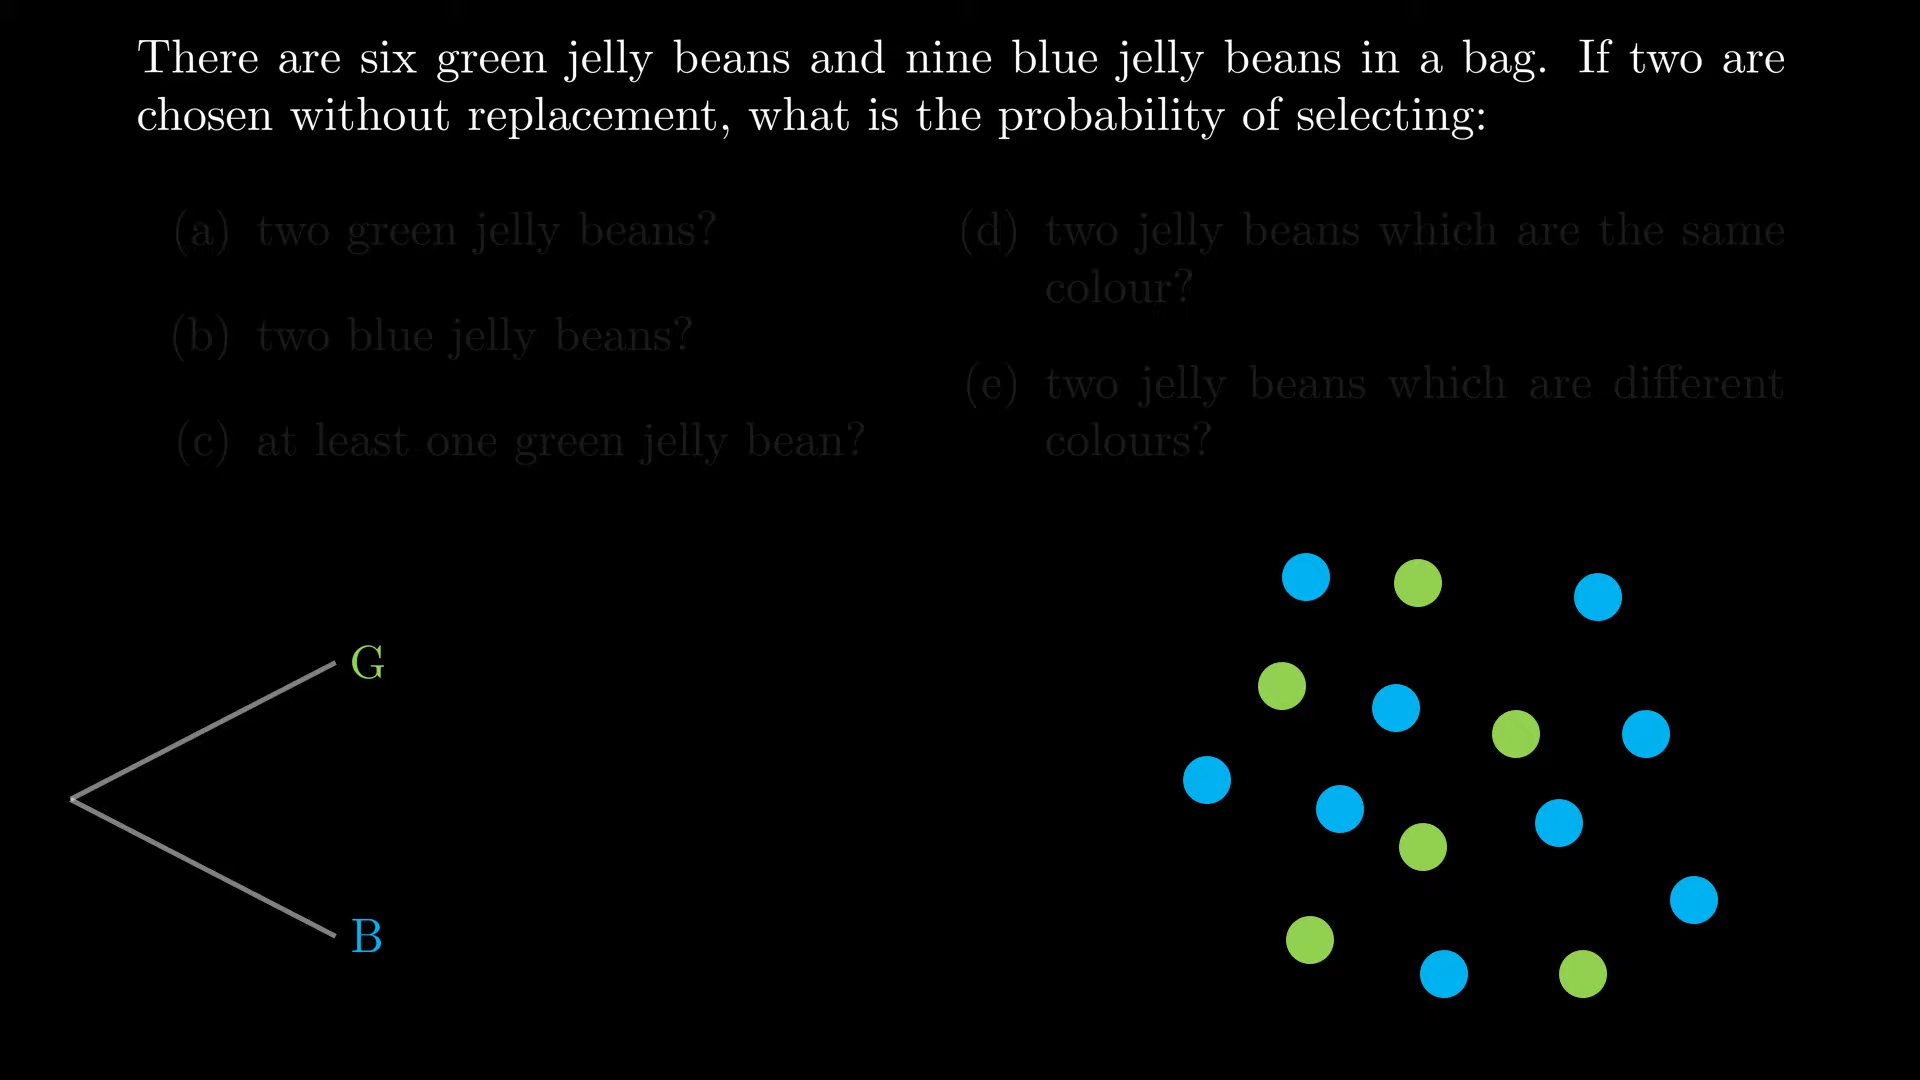 There are six green jelly beans and nine blue jelly beans in a bag. If two are
chosen without replacement, what is the probability of selecting:
(a) two green jelly beans?
(b) two blue jelly beans?
(c) at least one green jelly bean?
(d) two jelly beans which are the same
colour?
(e) two jelly beans which are different
colours?
G
B